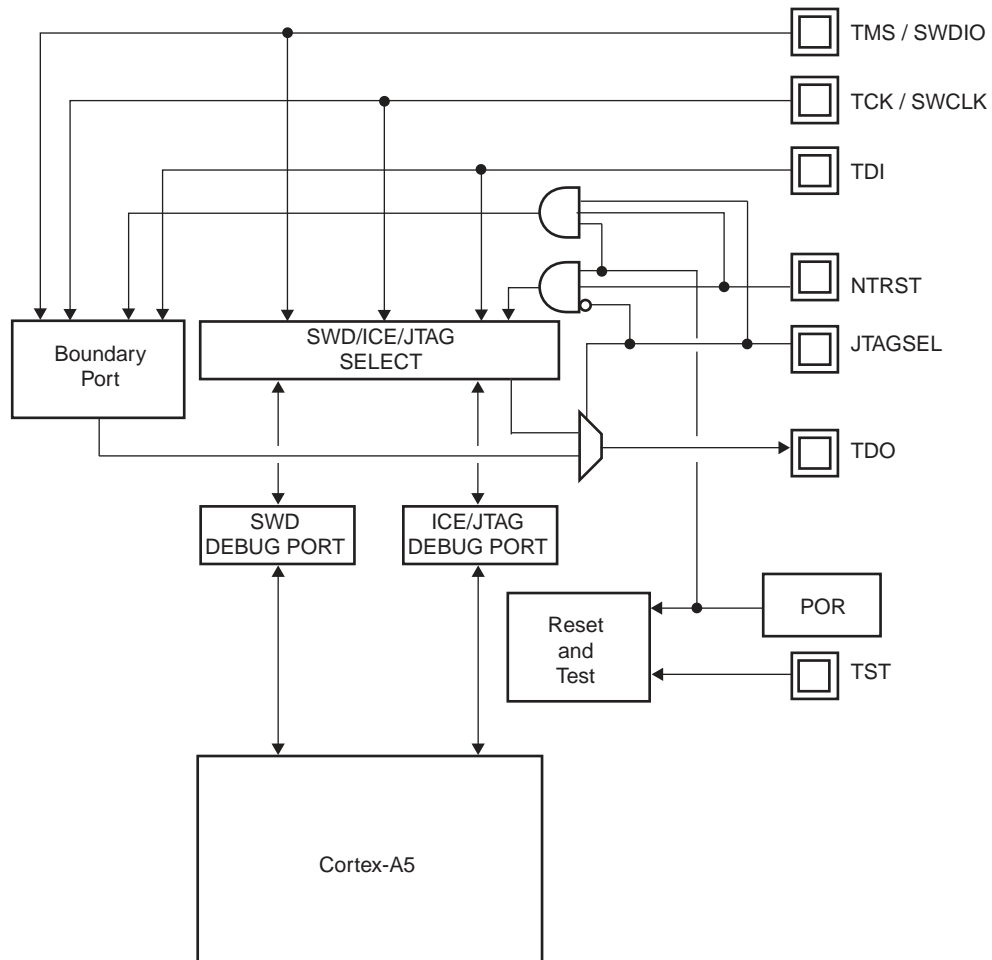 TMS / SWDIO
TCK / SWCLK
TDI
NTRST
JTAGSEL
TDO
Boundary
Port
SWD/ICE/JTAG
SELECT
SWD
DEBUG PORT
ICE/JTAG
DEBUG PORT
Reset
and
Test
POR
TST
Cortex-A5